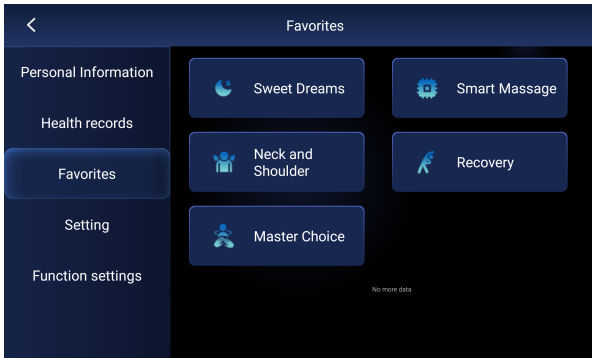 Favorites
Personal Information
Health records
Favorites
Setting
Function settings
Sweet Dreams
Smart Massage
Neck and
Shoulder
Recovery
Master Choice
No more data